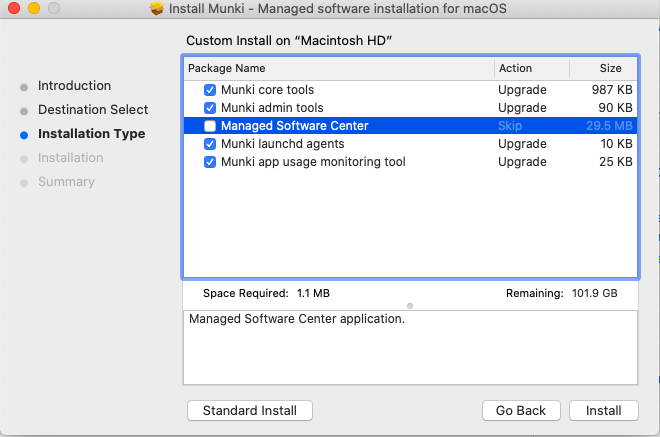 Install Munki - Managed software installation for macOS
Custom Install on “Macintosh HD”
Introduction
Destination Select
Installation Type
Installation
Summary
Package Name Action Size
Munki core tools Upgrade 987 KB
Munki admin tools Upgrade 90 KB
Managed Software Center Skip 29.5 MB
Munki launchd agents Upgrade 10 KB
Munki app usage monitoring tool Upgrade 25 KB
Space Required: 1.1 MB Remaining: 101.9 GB
Managed Software Center application.
Standard Install Go Back Install